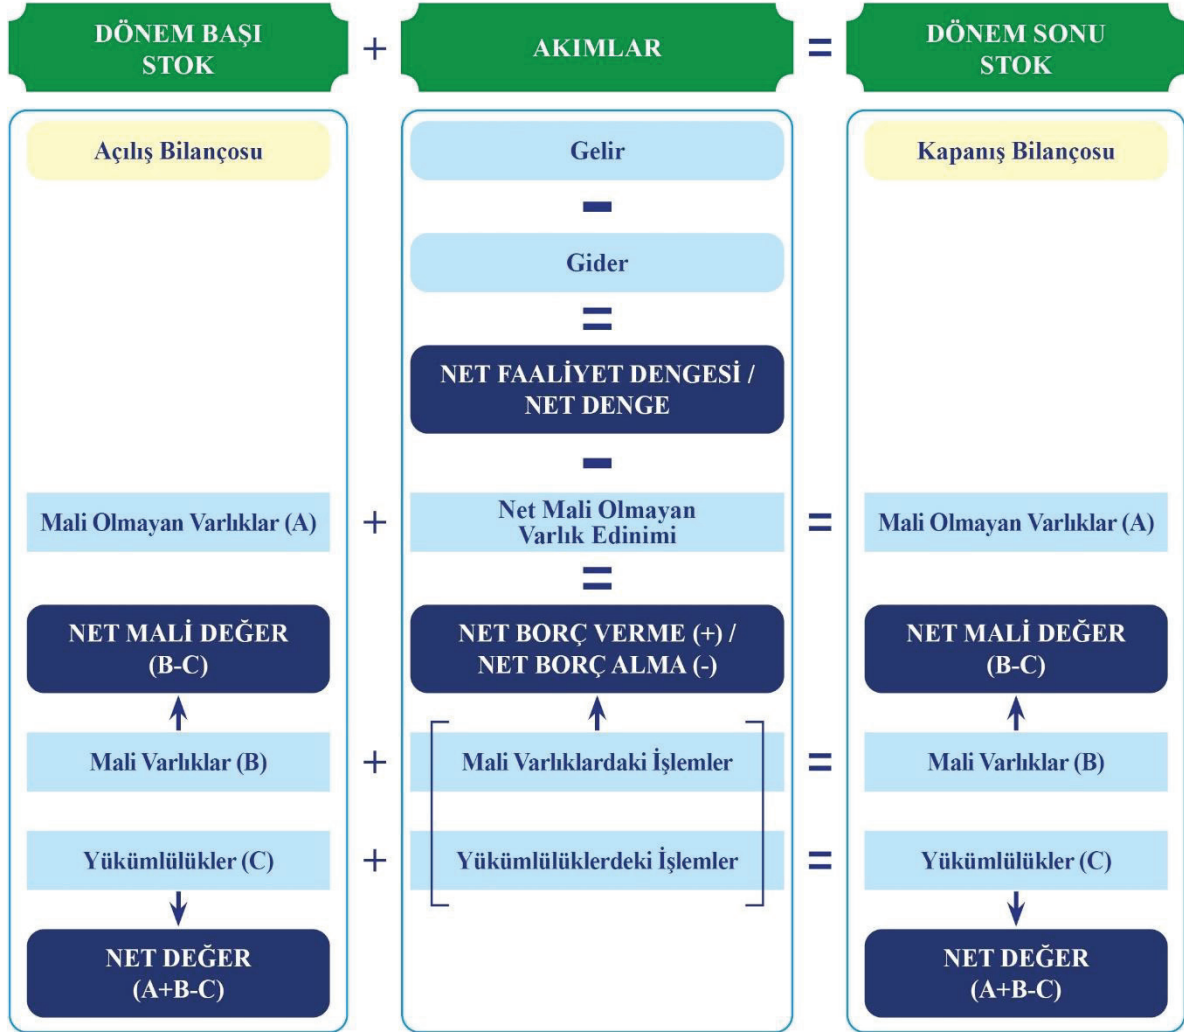 DÖNEM BAŞI
STOK
+
AKIMLAR
=
DÖNEM SONU
STOK
Açılış Bilançosu
Gelir
Kapanış Bilançosu
-
Gider
=
NET FAALİYET DENGESİ /
NET DENGE
-
Mali Olmayan Varlıklar (A)
+
Net Mali Olmayan
Varlık Edinimi
=
Mali Olmayan Varlıklar (A)
=
NET MALİ DEĞER
(B-C)
NET BORÇ VERME (+) /
NET BORÇ ALMA (-)
NET MALİ DEĞER
(B-C)
Mali Varlıklar (B)
+
Mali Varlıklardaki İşlemler
=
Mali Varlıklar (B)
Yükümlülükler (C)
+
Yükümlülüklerdeki İşlemler
=
Yükümlülükler (C)
NET DEĞER
(A+B-C)
NET DEĞER
(A+B-C)